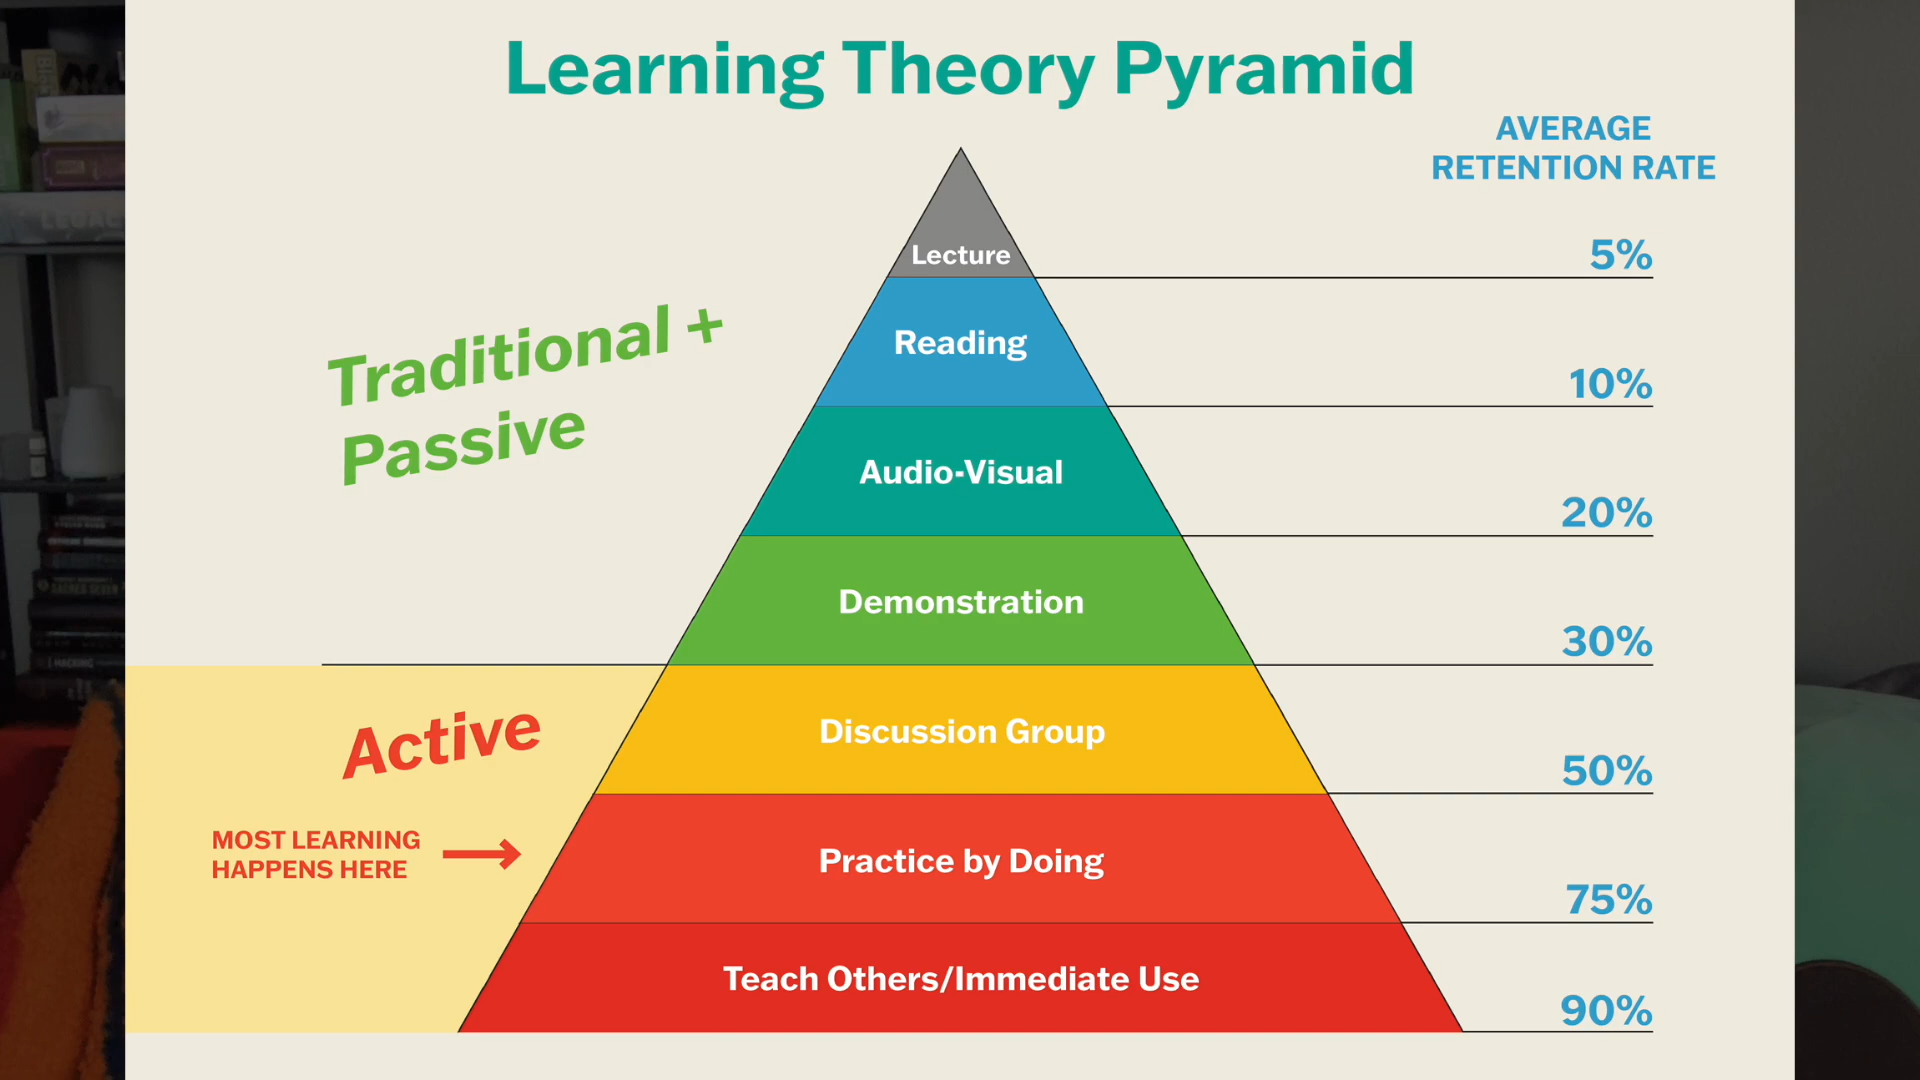 Learning Theory Pyramid
AVERAGE
RETENTION RATE
Lecture
5%
Reading
10%
Traditional +
Passive
Audio-Visual
20%
Demonstration
30%
Active
Discussion Group
50%
MOST LEARNING
HAPPENS HERE
Practice by Doing
75%
Teach Others/Immediate Use
90%